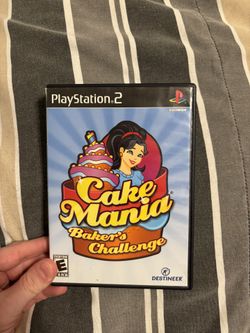 PlayStation 2
Cake
Mania
Baker's
Challenge
E
DESTINEER